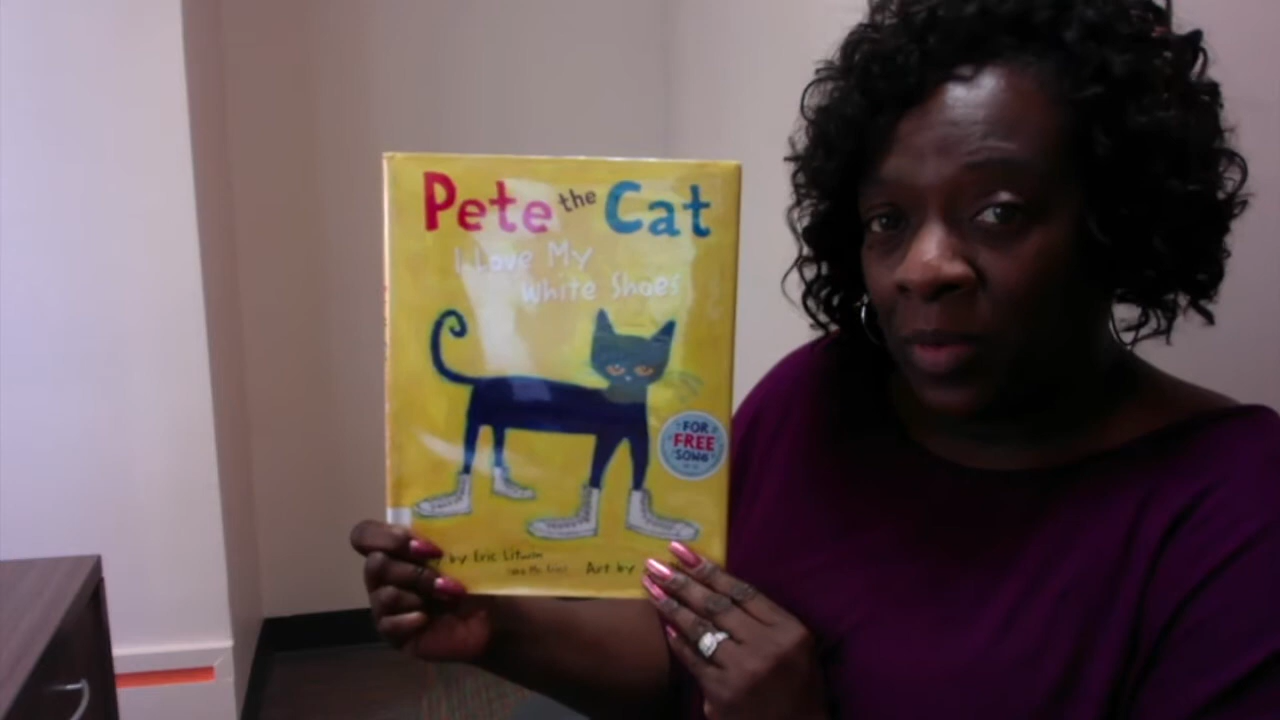 Pete the Cat
I Love My
White Shoes
FOR
FREE
SONG
by Eric Litwin
Art by